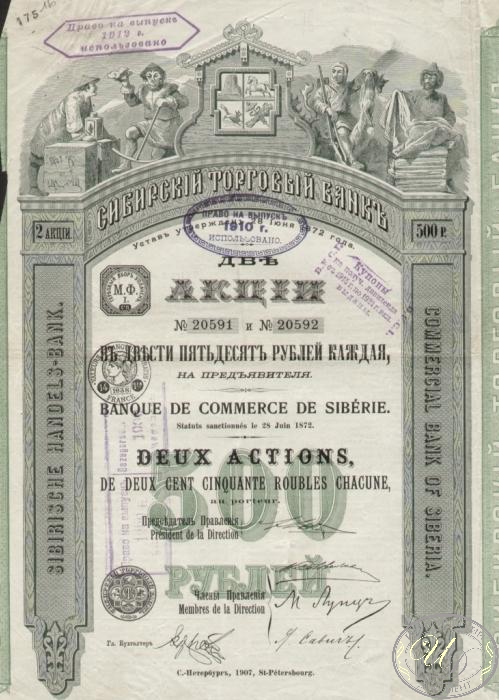 175
Право на выпускъ
1912 г.
использовано
СИБИРСКІЙ ТОРГОВЫЙ БАНКЪ
2 АКЦІИ
500 Р.
Уставъ утвержденъ 28 Іюня 1872 года.
ПРАВО НА ВЫПУСКЪ
1910 г.
ИСПОЛЬЗОВАНО.
ДВѢ
АКЦІИ
Купоны
М.Ф.
I.
№ 20591 и № 20592
ВЪ ДВѢСТИ ПЯТЬДЕСЯТЪ РУБЛЕЙ КАЖДАЯ,
НА ПРЕДЪЯВИТЕЛЯ.
FRANCE
BANQUE DE COMMERCE DE SIBÉRIE.
Statuts sanctionnés le 28 Juin 1872.
DEUX ACTIONS,
DE DEUX CENT CINQUANTE ROUBLES CHACUNE,
au porteur.
500
РУБЛЕЙ
Предсѣдатель Правленія
Président de la Direction
Члены Правленія
Membres de la Direction
Гл. Бухгалтеръ
С.-Петербургъ, 1907, St-Pétersbourg.
SIBIRISCHE HANDELS-BANK.
COMMERCIAL BANK OF SIBERIA.